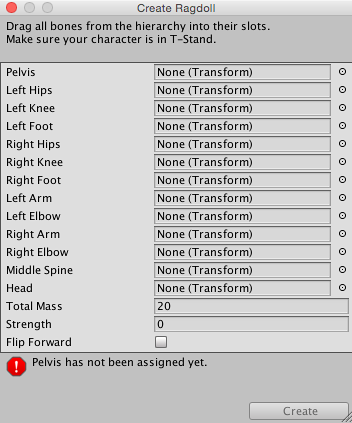 Create Ragdoll
Drag all bones from the hierarchy into their slots.
Make sure your character is in T-Stand.
Pelvis None (Transform)
Left Hips None (Transform)
Left Knee None (Transform)
Left Foot None (Transform)
Right Hips None (Transform)
Right Knee None (Transform)
Right Foot None (Transform)
Left Arm None (Transform)
Left Elbow None (Transform)
Right Arm None (Transform)
Right Elbow None (Transform)
Middle Spine None (Transform)
Head None (Transform)
Total Mass 20
Strength 0
Flip Forward
Pelvis has not been assigned yet.
Create